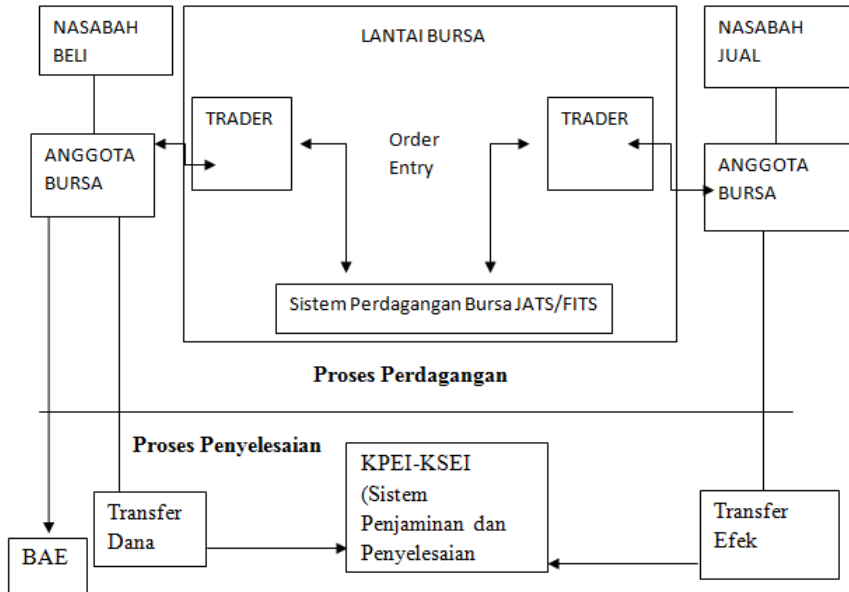 NASABAH
BELI
LANTAI BURSA
NASABAH
JUAL
TRADER
Order
Entry
TRADER
ANGGOTA
BURSA
ANGGOTA
BURSA
Sistem Perdagangan Bursa JATS/FITS
Proses Perdagangan
Proses Penyelesaian
KPEI-KSEI
(Sistem
Penjaminan dan
Penyelesaian
Transfer
Dana
Transfer
Efek
BAE